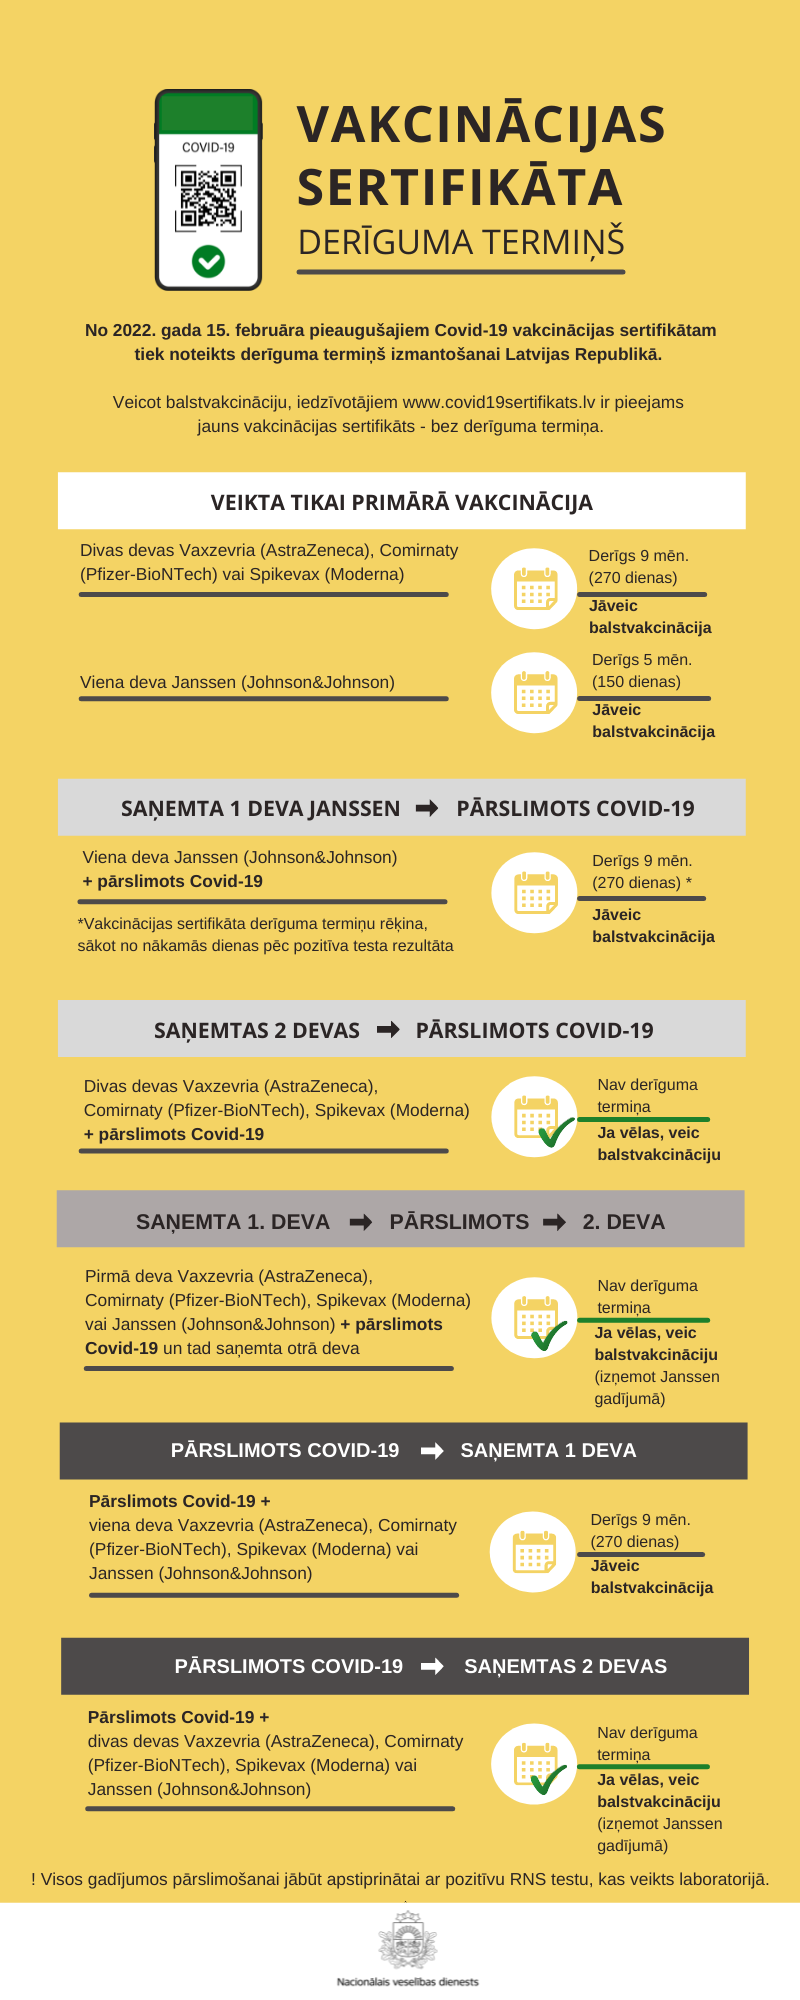 COVID-19
VAKCINĀCIJAS
SERTIFIKĀTA
DERĪGUMA TERMIŅŠ
No 2022. gada 15. februāra pieaugušajiem Covid-19 vakcinācijas sertifikātam
tiek noteikts derīguma termiņš izmantošanai Latvijas Republikā.
Veicot balstvakcināciju, iedzīvotājiem www.covid19sertifikats.lv ir pieejams
jauns vakcinācijas sertifikāts - bez derīguma termiņa.
VEIKTA TIKAI PRIMĀRĀ VAKCINĀCIJA
Divas devas Vaxzevria (AstraZeneca), Comirnaty
(Pfizer-BioNTech) vai Spikevax (Moderna)
Derīgs 9 mēn.
(270 dienas)
Jāveic
balstvakcinācija
Viena deva Janssen (Johnson&Johnson)
Derīgs 5 mēn.
(150 dienas)
Jāveic
balstvakcinācija
SAŅEMTA 1 DEVA JANSSEN ➡ PĀRSLIMOTS COVID-19
Viena deva Janssen (Johnson&Johnson)
+ pārslimots Covid-19
*Vakcinācijas sertifikāta derīguma termiņu rēķina,
sākot no nākamās dienas pēc pozitīva testa rezultāta
Derīgs 9 mēn.
(270 dienas) *
Jāveic
balstvakcinācija
SAŅEMTAS 2 DEVAS ➡ PĀRSLIMOTS COVID-19
Divas devas Vaxzevria (AstraZeneca),
Comirnaty (Pfizer-BioNTech), Spikevax (Moderna)
+ pārslimots Covid-19
Nav derīguma
termiņa
Ja vēlas, veic
balstvakcināciju
SAŅEMTA 1. DEVA ➡ PĀRSLIMOTS ➡ 2. DEVA
Pirmā deva Vaxzevria (AstraZeneca),
Comirnaty (Pfizer-BioNTech), Spikevax (Moderna)
vai Janssen (Johnson&Johnson) + pārslimots
Covid-19 un tad saņemta otrā deva
Nav derīguma
termiņa
Ja vēlas, veic
balstvakcināciju
(izņemot Janssen
gadījumā)
PĀRSLIMOTS COVID-19 ➡ SAŅEMTA 1 DEVA
Pārslimots Covid-19 +
viena deva Vaxzevria (AstraZeneca), Comirnaty
(Pfizer-BioNTech), Spikevax (Moderna) vai
Janssen (Johnson&Johnson)
Derīgs 9 mēn.
(270 dienas)
Jāveic
balstvakcinācija
PĀRSLIMOTS COVID-19 ➡ SAŅEMTAS 2 DEVAS
Pārslimots Covid-19 +
divas devas Vaxzevria (AstraZeneca), Comirnaty
(Pfizer-BioNTech), Spikevax (Moderna) vai
Janssen (Johnson&Johnson)
Nav derīguma
termiņa
Ja vēlas, veic
balstvakcināciju
(izņemot Janssen
gadījumā)
! Visos gadījumos pārslimošanai jābūt apstiprinātai ar pozitīvu RNS testu, kas veikts laboratorijā.
Nacionālais veselības dienests